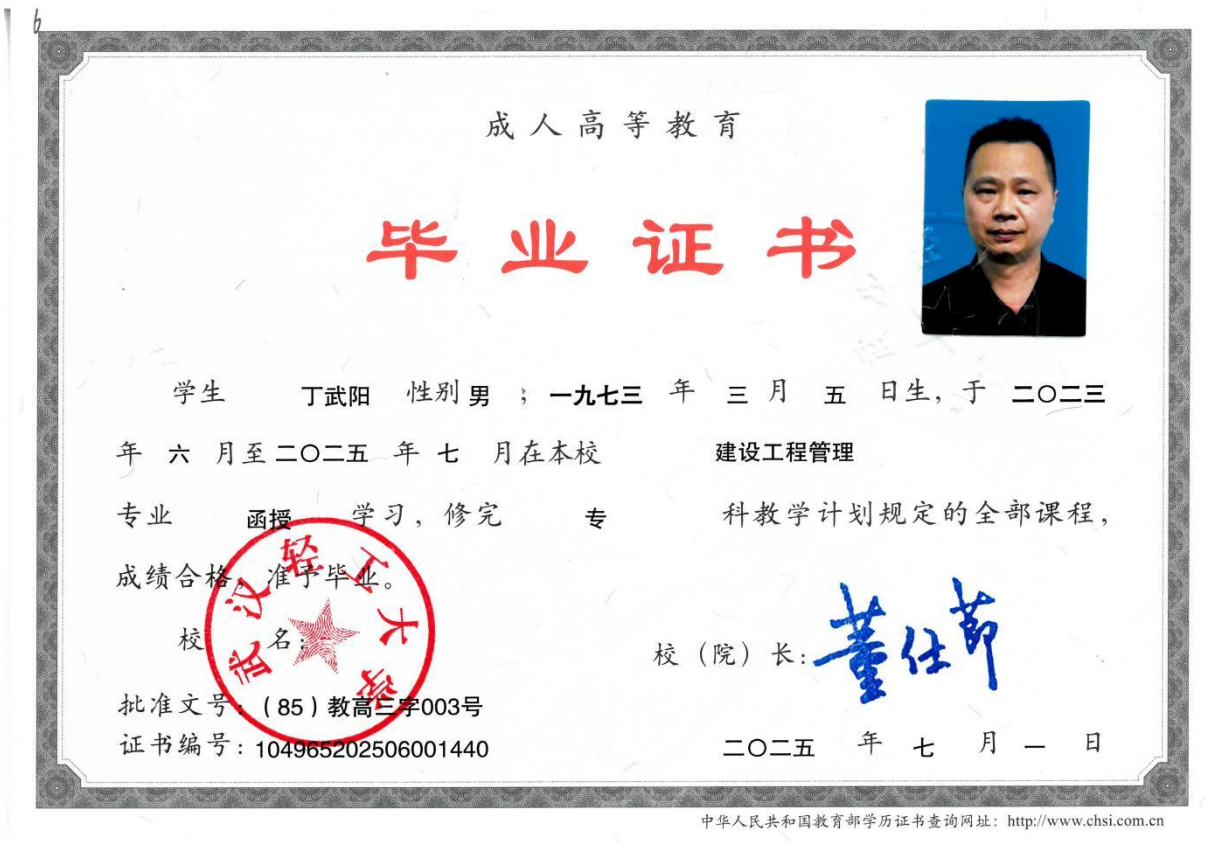 6
成人高等教育
毕业证书
学生 丁武阳 性别 男 ; 一九七三 年 三 月 五 日生, 于 二〇二三
年 六 月至 二〇二五 年 七 月在本校 建设工程管理
专业 函授 学习, 修完 专 科教学计划规定的全部课程,
成绩合格, 准予毕业。
校 名:
武汉轻工大学
校 (院) 长: 董仕节
批准文号: (85) 教高三字003号
证书编号: 104965202506001440
二〇二五 年 七 月 一 日
中华人民共和国教育部学历证书查询网址: http://www.chsi.com.cn